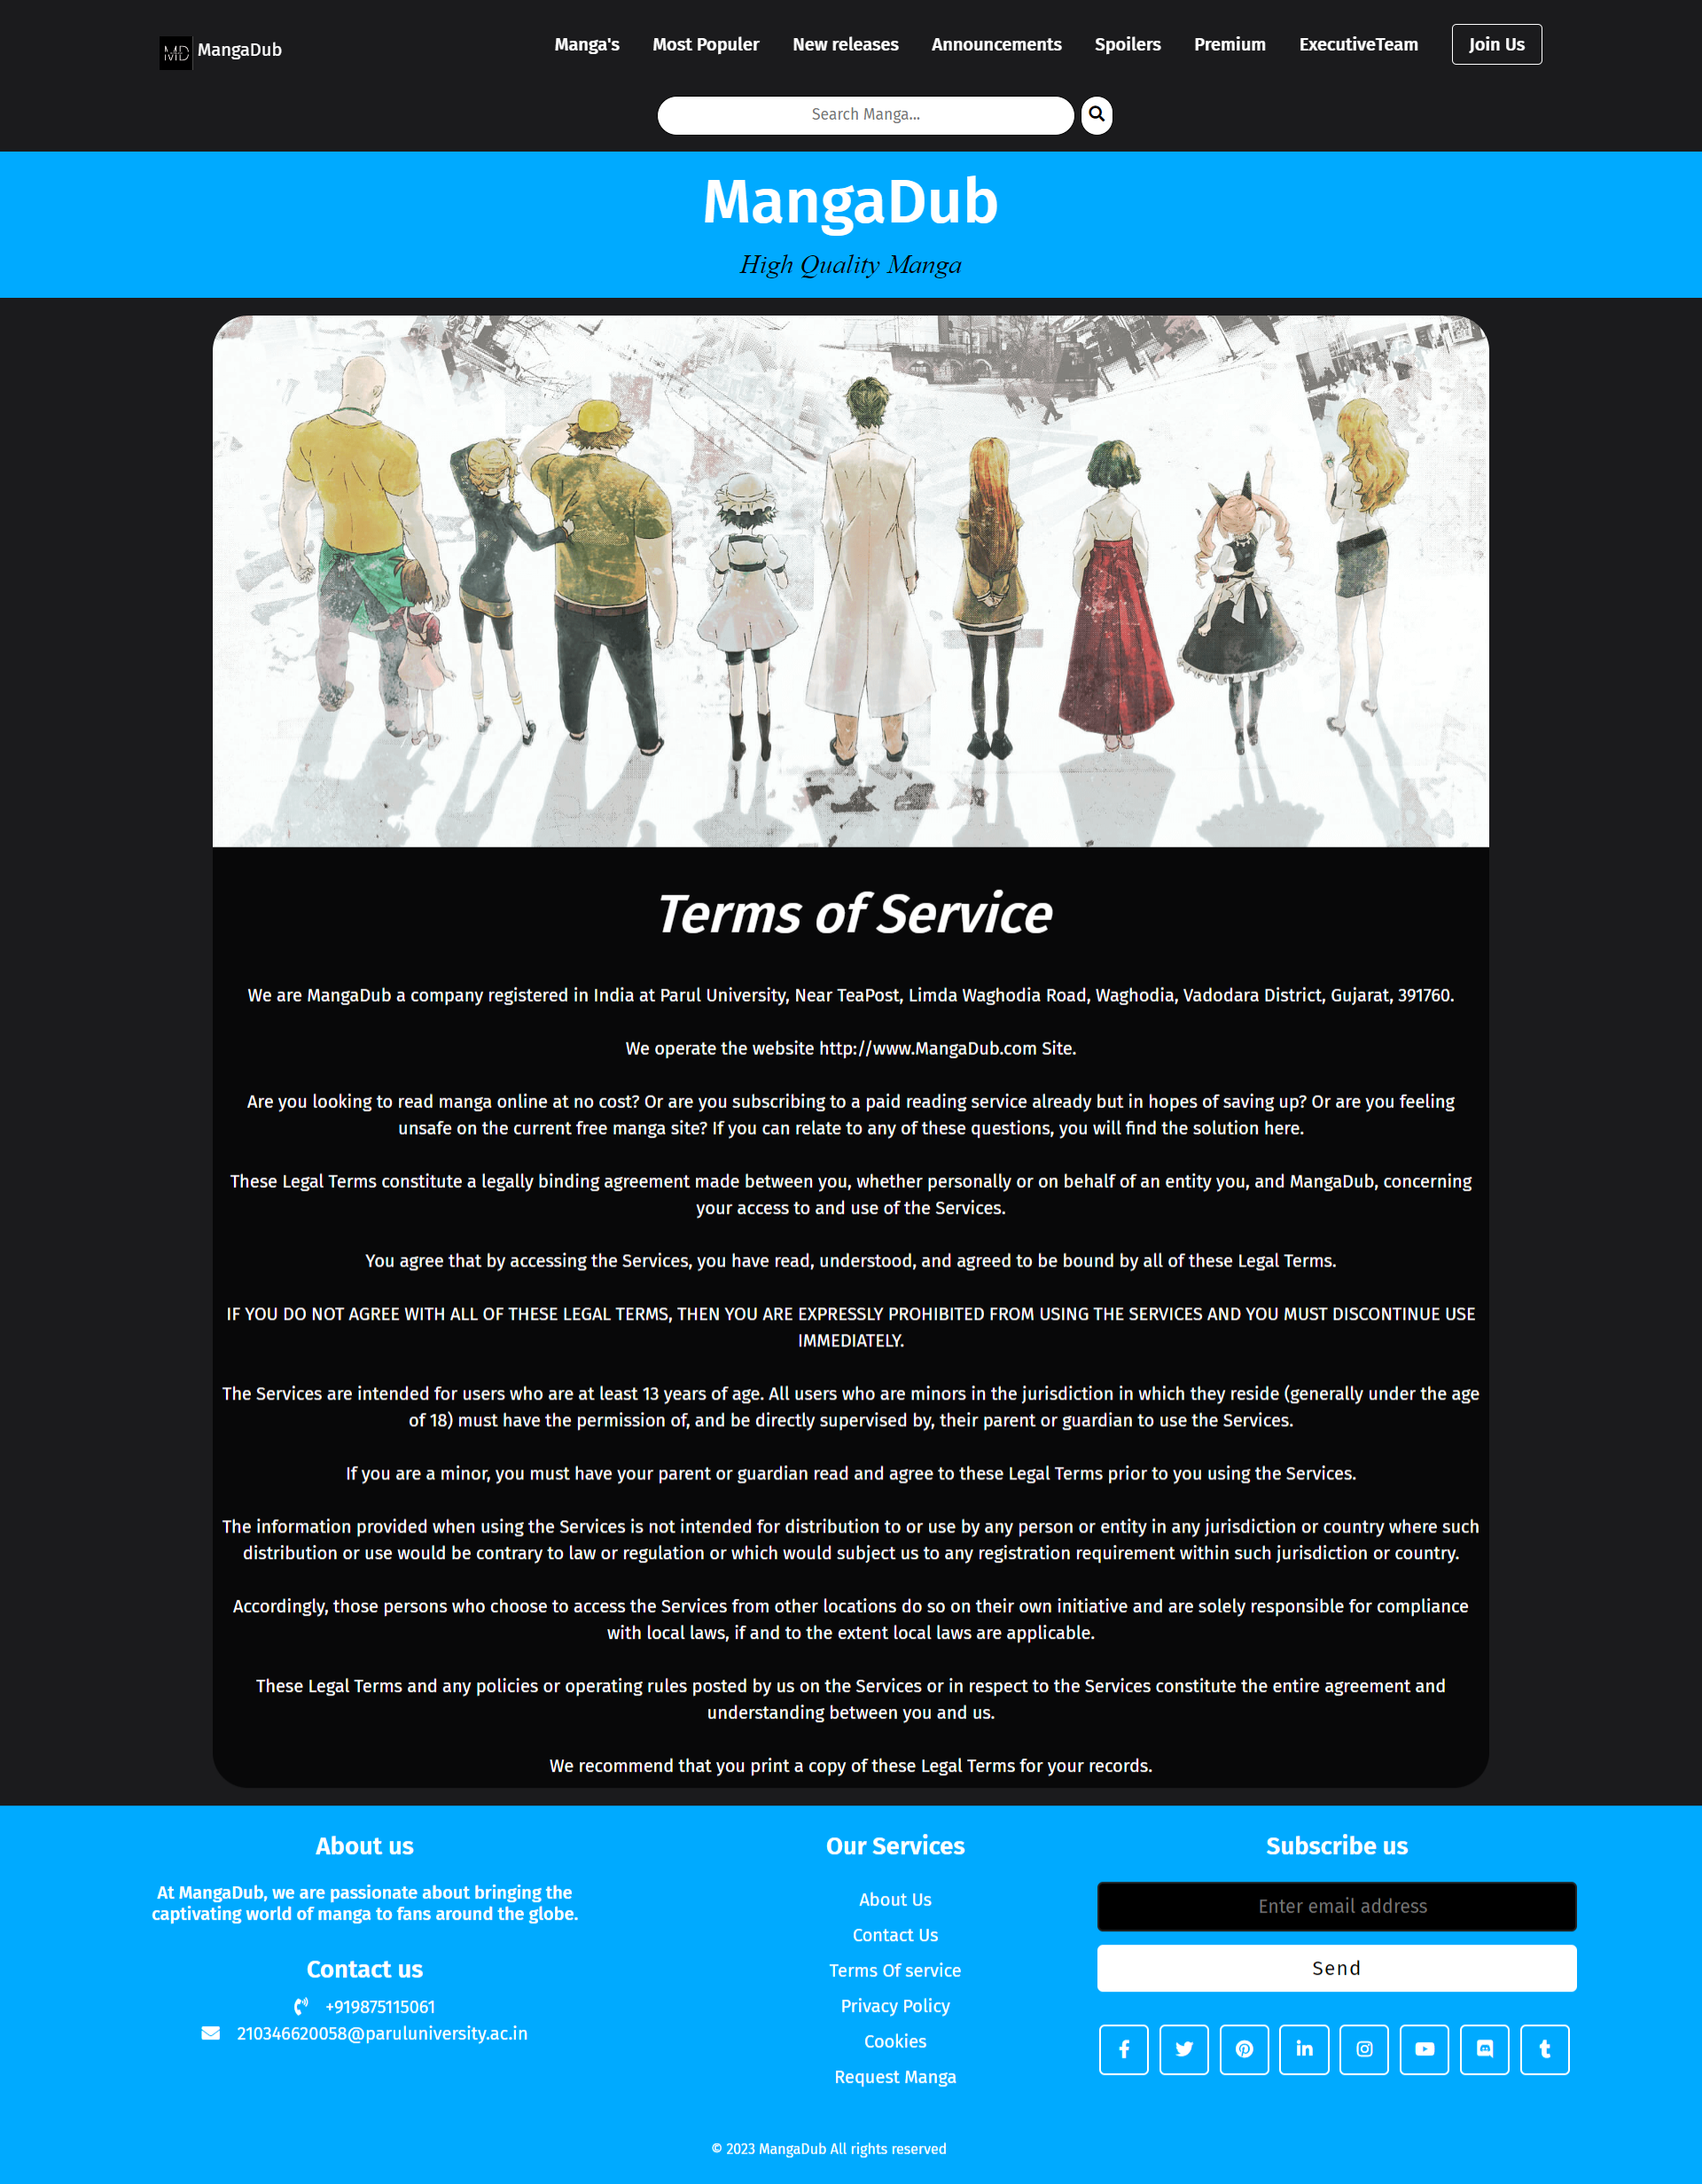 MD MangaDub
Manga's Most Populer New releases Announcements Spoilers Premium ExecutiveTeam Join Us
Search Manga...
MangaDub
High Quality Manga
Terms of Service
We are MangaDub a company registered in India at Parul University, Near TeaPost, Limda Waghodia Road, Waghodia, Vadodara District, Gujarat, 391760.
We operate the website http://www.MangaDub.com Site.
Are you looking to read manga online at no cost? Or are you subscribing to a paid reading service already but in hopes of saving up? Or are you feeling
unsafe on the current free manga site? If you can relate to any of these questions, you will find the solution here.
These Legal Terms constitute a legally binding agreement made between you, whether personally or on behalf of an entity you, and MangaDub, concerning
your access to and use of the Services.
You agree that by accessing the Services, you have read, understood, and agreed to be bound by all of these Legal Terms.
IF YOU DO NOT AGREE WITH ALL OF THESE LEGAL TERMS, THEN YOU ARE EXPRESSLY PROHIBITED FROM USING THE SERVICES AND YOU MUST DISCONTINUE USE
IMMEDIATELY.
The Services are intended for users who are at least 13 years of age. All users who are minors in the jurisdiction in which they reside (generally under the age
of 18) must have the permission of, and be directly supervised by, their parent or guardian to use the Services.
If you are a minor, you must have your parent or guardian read and agree to these Legal Terms prior to you using the Services.
The information provided when using the Services is not intended for distribution to or use by any person or entity in any jurisdiction or country where such
distribution or use would be contrary to law or regulation or which would subject us to any registration requirement within such jurisdiction or country.
Accordingly, those persons who choose to access the Services from other locations do so on their own initiative and are solely responsible for compliance
with local laws, if and to the extent local laws are applicable.
These Legal Terms and any policies or operating rules posted by us on the Services or in respect to the Services constitute the entire agreement and
understanding between you and us.
We recommend that you print a copy of these Legal Terms for your records.
About us
At MangaDub, we are passionate about bringing the
captivating world of manga to fans around the globe.
Contact us
+919875115061
210346620058@paruluniversity.ac.in
Our Services
About Us
Contact Us
Terms Of service
Privacy Policy
Cookies
Request Manga
Subscribe us
Enter email address
Send
© 2023 MangaDub All rights reserved